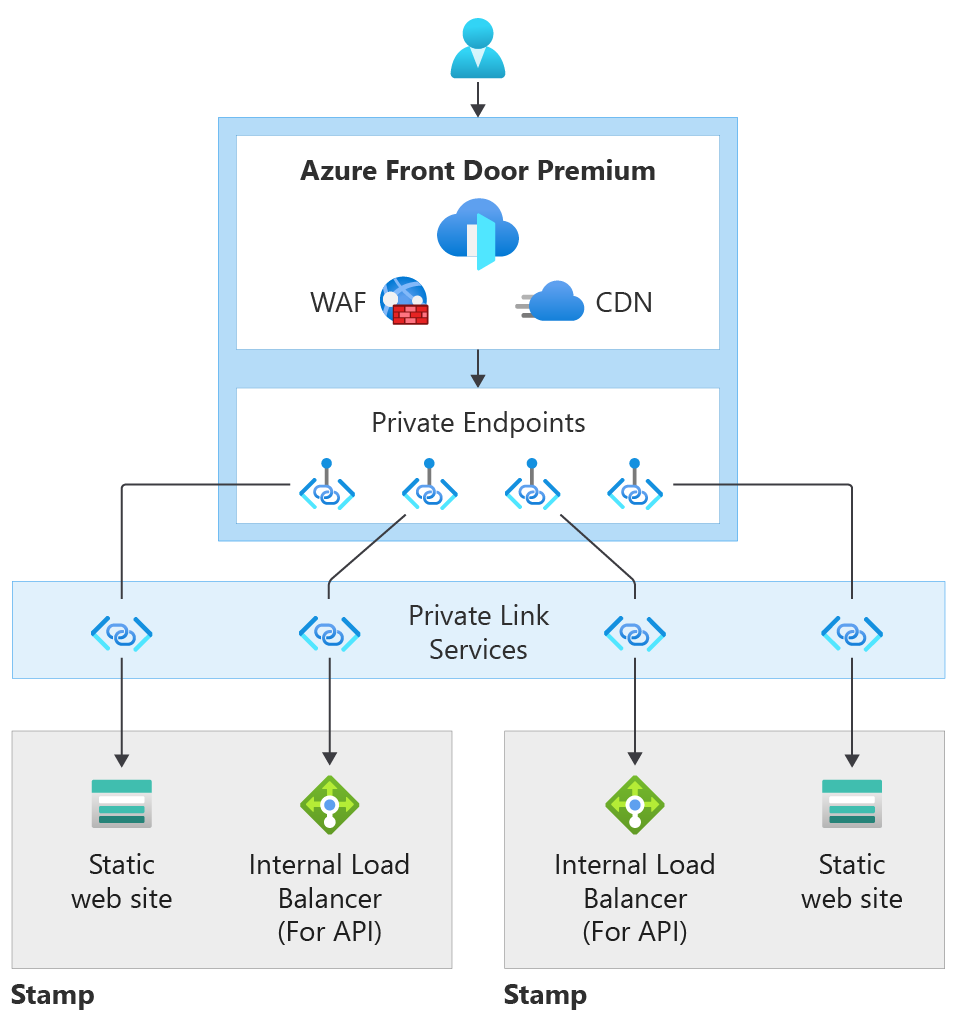 Azure Front Door Premium
WAF
CDN
Private Endpoints
Private Link
Services
Static
web site
Internal Load
Balancer
(For API)
Internal Load
Balancer
(For API)
Static
web site
Stamp
Stamp